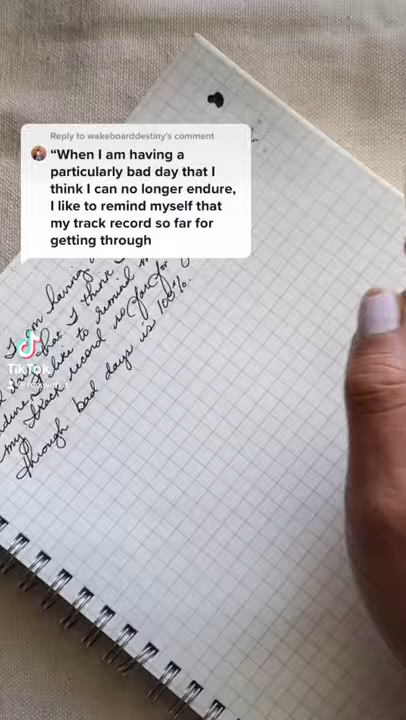 Reply to wakeboarddestiny's comment
“When I am having a
particularly bad day that I
think I can no longer endure,
I like to remind myself that
my track record so far for
getting through
I am having
that I think
I like to remind
my track record so far for
through bad days is 100%.
TikTok